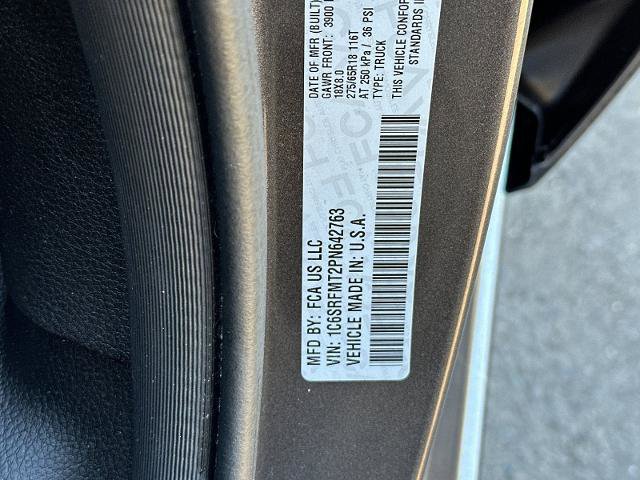 MFD BY: FCA US LLC
DATE OF MFR (BUILT)
GAWR FRONT: 3900
18X8.0
275/65R18 116T
AT 250 kPa / 36 PSI
TYPE: TRUCK
THIS VEHICLE CONFOR
STANDARDS
VIN: 1C6SRFMT2PN642763
VEHICLE MADE IN: U.S.A.